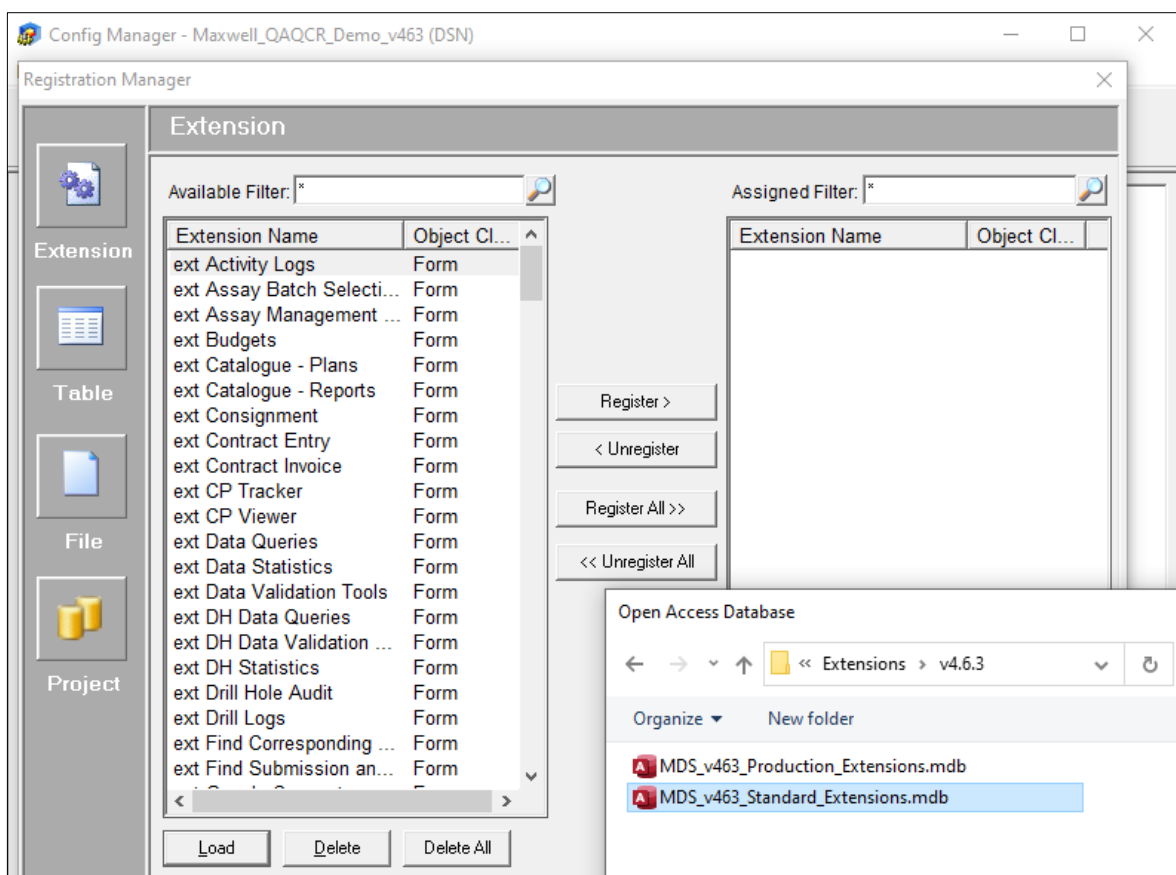 Config Manager - Maxwell_QAQCR_Demo_v463 (DSN)
Registration Manager
Extension
Available Filter: *
Assigned Filter: *
Extension Name Object Cl...
Extension Name Object Cl...
Extension
Table
File
Project
ext Activity Logs Form
ext Assay Batch Selecti... Form
ext Assay Management ... Form
ext Budgets Form
ext Catalogue - Plans Form
ext Catalogue - Reports Form
ext Consignment Form
ext Contract Entry Form
ext Contract Invoice Form
ext CP Tracker Form
ext CP Viewer Form
ext Data Queries Form
ext Data Statistics Form
ext Data Validation Tools Form
ext DH Data Queries Form
ext DH Data Validation ... Form
ext DH Statistics Form
ext Drill Hole Audit Form
ext Drill Logs Form
ext Find Corresponding ... Form
ext Find Submission an... Form
Register >
< Unregister
Register All >>
<< Unregister All
Load Delete Delete All
Open Access Database
« Extensions > v4.6.3
Organize New folder
MDS_v463_Production_Extensions.mdb
MDS_v463_Standard_Extensions.mdb